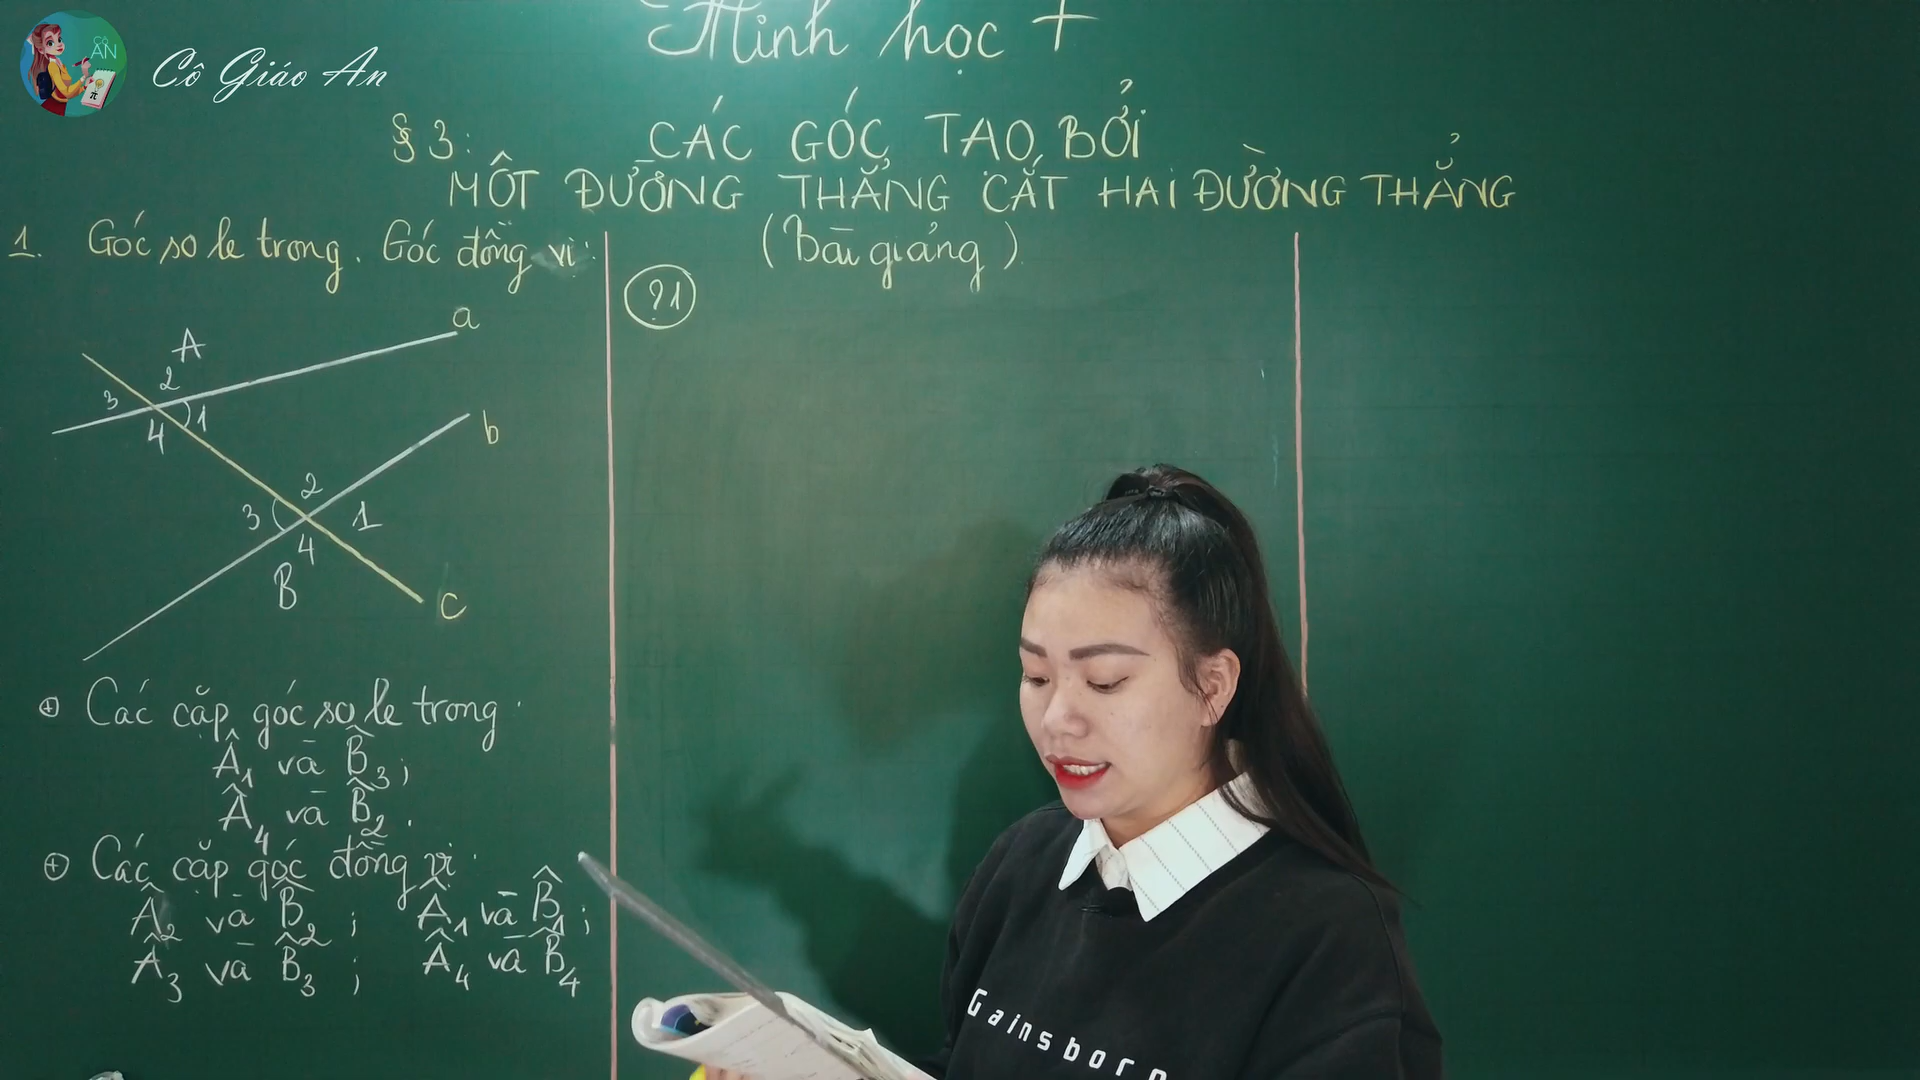 CÔ
AN
Cô Giáo An
Hình học 7
§3: CÁC GÓC TẠO BỞI
MỘT ĐƯỜNG THẲNG CẮT HAI ĐƯỜNG THẲNG
(Bài giảng)
1. Góc so le trong. Góc đồng vị:
?1
a
A
2
3
1
4
b
2
3
1
4
B
c
⊕ Các cặp góc so le trong.
Â₁ và B̂₃;
Â₄ và B̂₂.
⊕ Các cặp góc đồng vị.
Â₂ và B̂₂; Â₁ và B̂₁;
Â₃ và B̂₃; Â₄ và B̂₄
Gainsboro